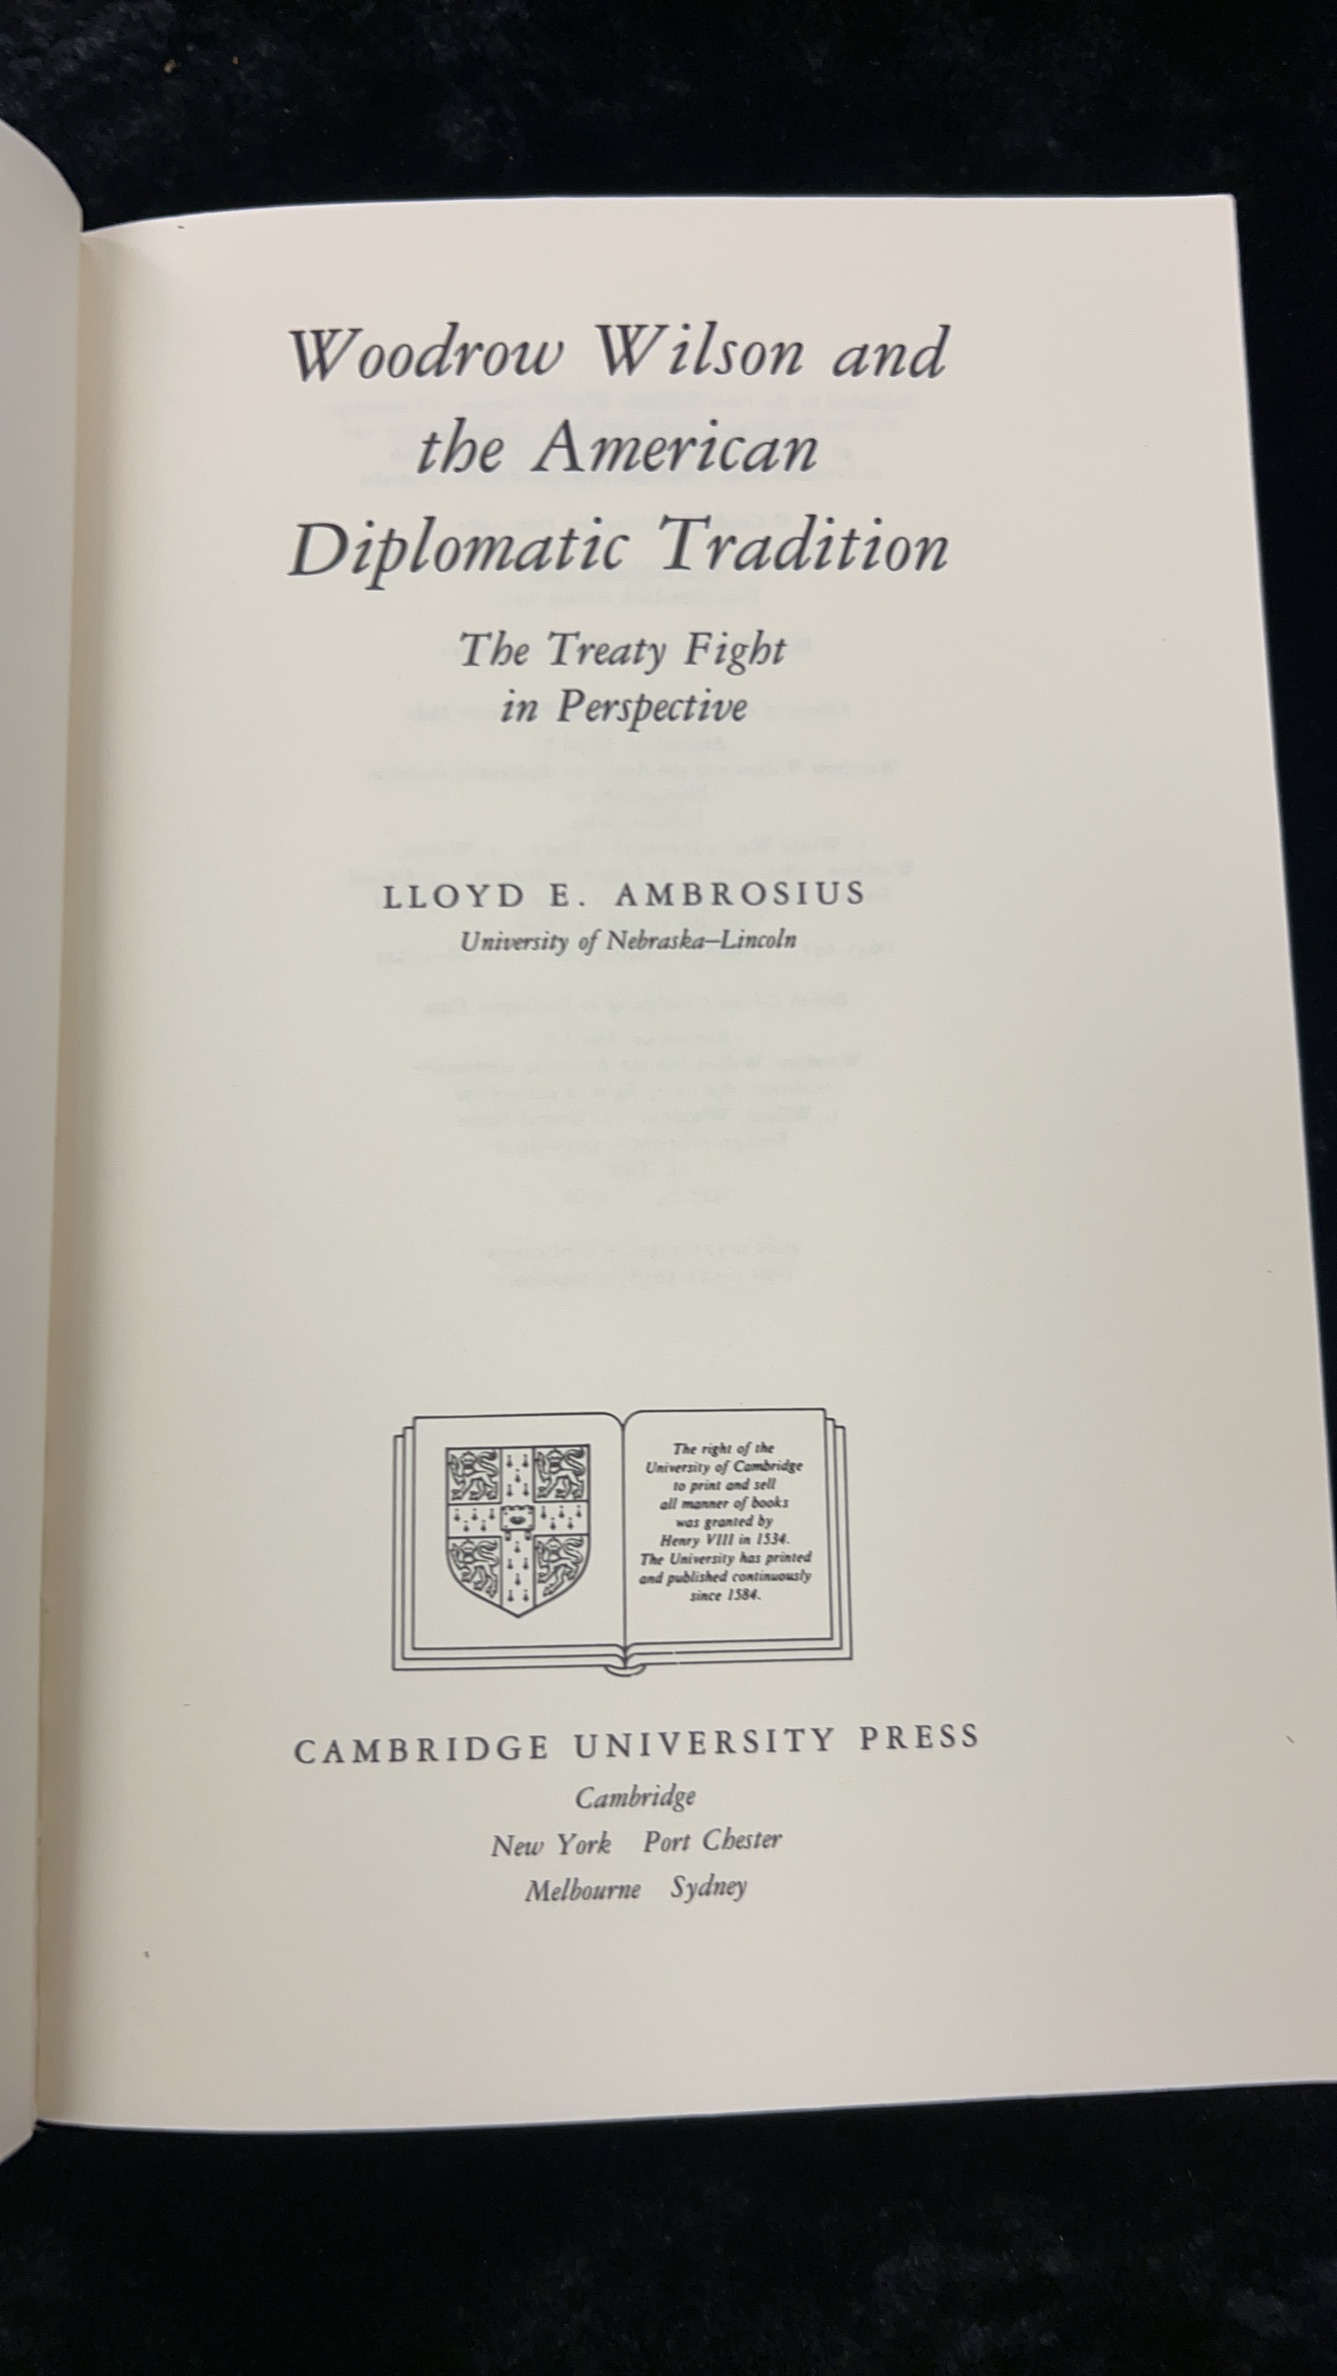 Woodrow Wilson and
the American
Diplomatic Tradition
The Treaty Fight
in Perspective
LLOYD E. AMBROSIUS
University of Nebraska–Lincoln
The right of the
University of Cambridge
to print and sell
all manner of books
was granted by
Henry VIII in 1534.
The University has printed
and published continuously
since 1584.
CAMBRIDGE UNIVERSITY PRESS
Cambridge
New York Port Chester
Melbourne Sydney